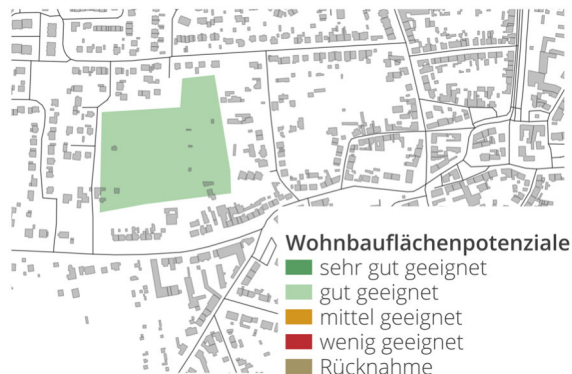 Wohnbauflächenpotenziale
sehr gut geeignet
gut geeignet
mittel geeignet
wenig geeignet
Rücknahme